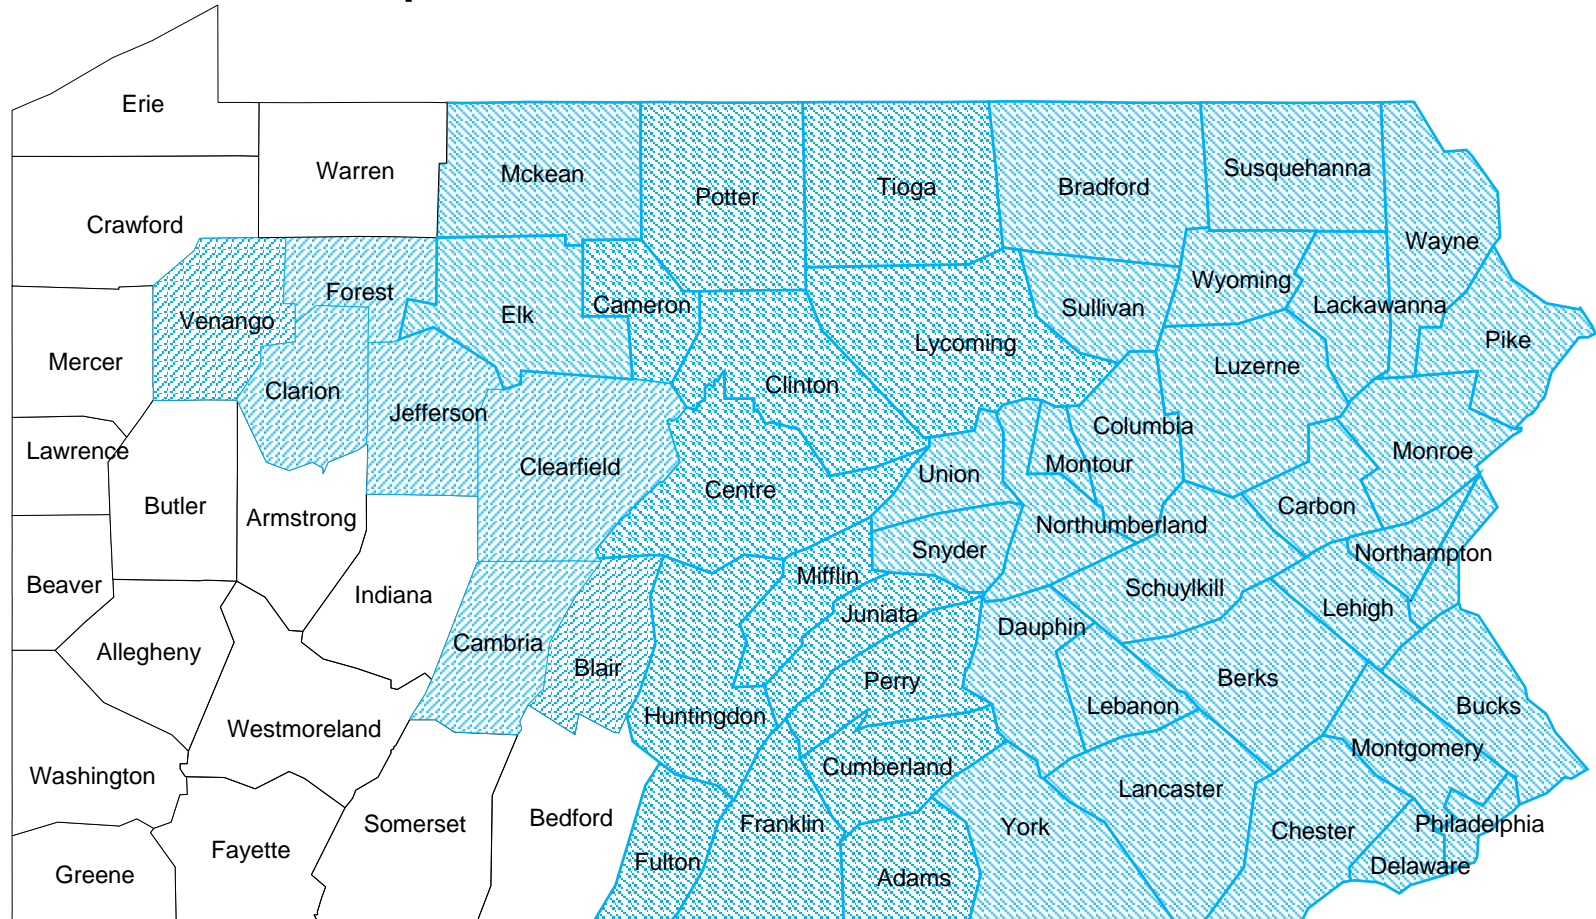 Erie
Warren
Mckean
Potter
Tioga
Bradford
Susquehanna
Crawford
Wayne
Forest
Venango
Elk
Cameron
Sullivan
Wyoming
Lackawanna
Mercer
Lycoming
Pike
Clarion
Jefferson
Clinton
Luzerne
Lawrence
Clearfield
Columbia
Monroe
Butler
Armstrong
Centre
Union
Montour
Carbon
Northumberland
Beaver
Indiana
Snyder
Northampton
Mifflin
Schuylkill
Lehigh
Juniata
Dauphin
Allegheny
Cambria
Blair
Perry
Berks
Westmoreland
Huntingdon
Lebanon
Bucks
Washington
Cumberland
Montgomery
Lancaster
Somerset
Bedford
Franklin
York
Chester
Philadelphia
Fayette
Fulton
Delaware
Greene
Adams